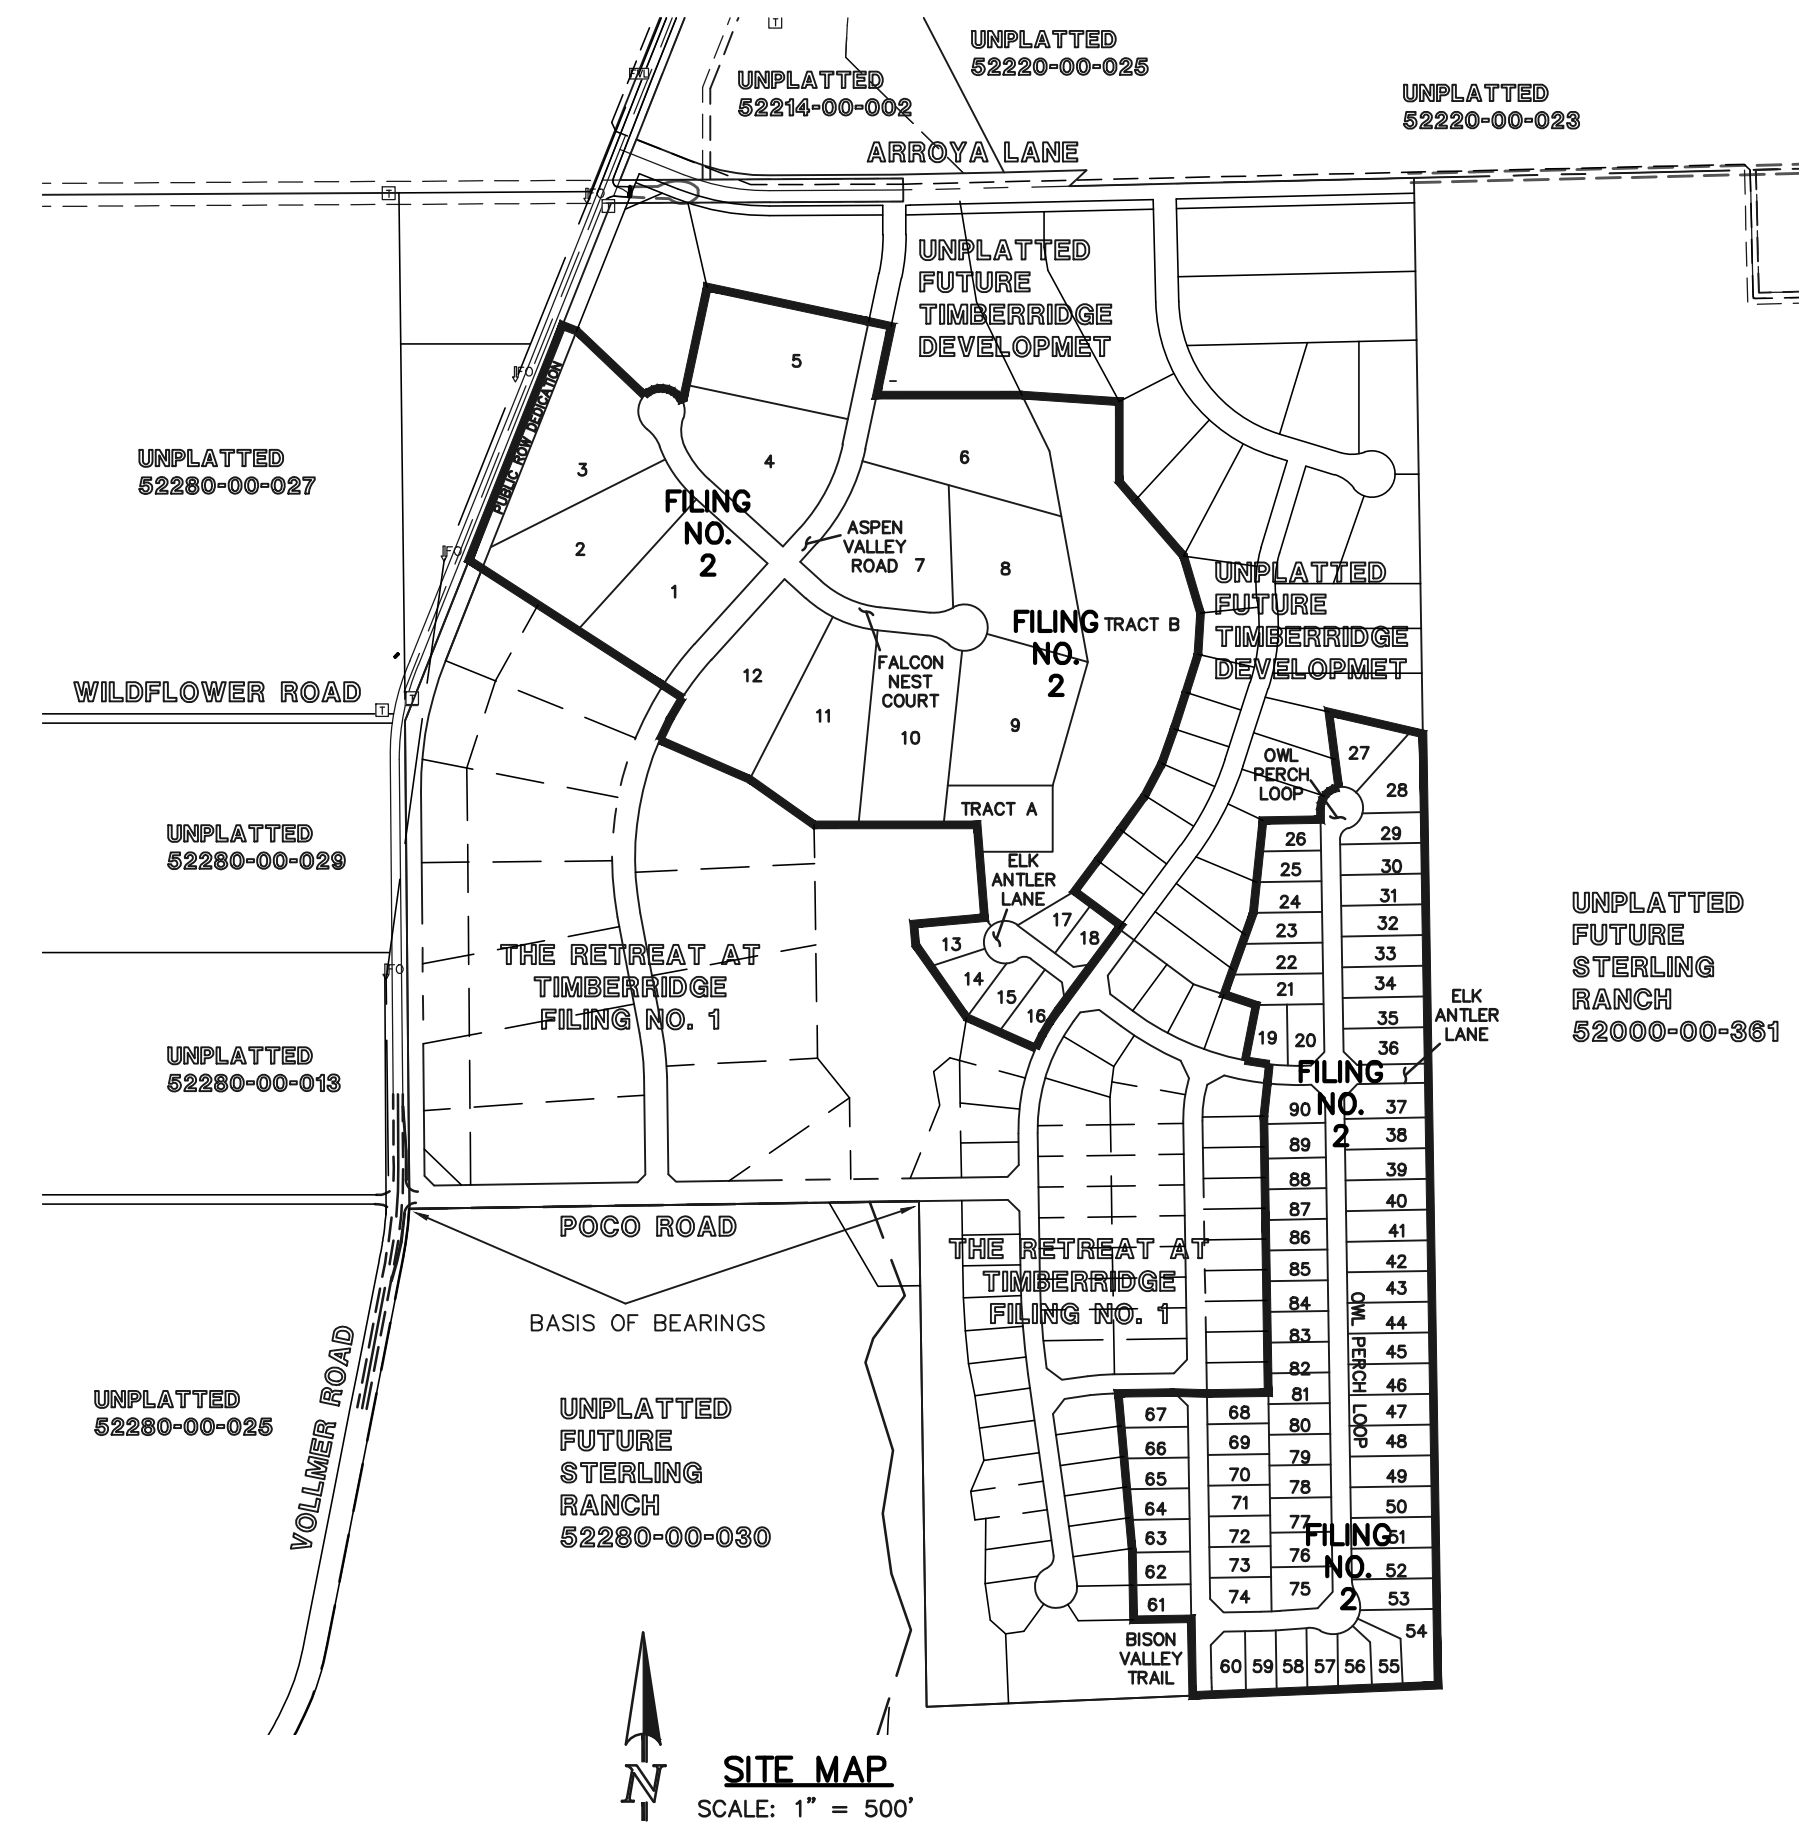 UNPLATTED
52220-00-025
UNPLATTED
52214-00-002
UNPLATTED
52220-00-023
ARROYA LANE
T
T
T
FO
UNPLATTED
FUTURE
TIMBERRIDGE
DEVELOPMET
5
FO
PUBLIC ROW DEDICATION
UNPLATTED
52280-00-027
3
4
6
FILING
NO.
2
2
1
ASPEN
VALLEY
ROAD
7
8
FO
UNPLATTED
FUTURE
TIMBERRIDGE
DEVELOPMET
FILING
NO.
2
TRACT B
FALCON
NEST
COURT
12
11
10
9
WILDFLOWER ROAD
T
T
OWL
PERCH
LOOP
27
28
TRACT A
UNPLATTED
52280-00-029
26
25
24
23
22
21
19
20
29
30
31
32
33
34
35
36
ELK
ANTLER
LANE
17
18
13
14
15
16
UNPLATTED
FUTURE
STERLING
RANCH
52000-00-361
THE RETREAT AT
TIMBERRIDGE
FILING NO. 1
FO
ELK
ANTLER
LANE
UNPLATTED
52280-00-013
FILING
NO.
2
90
89
88
87
86
85
84
83
82
81
80
79
78
77
76
75
37
38
39
40
41
42
43
44
45
46
47
48
49
50
51
52
53
54
OWL PERCH LOOP
POCO ROAD
THE RETREAT AT
TIMBERRIDGE
FILING NO. 1
BASIS OF BEARINGS
VOLLMER ROAD
UNPLATTED
52280-00-025
UNPLATTED
FUTURE
STERLING
RANCH
52280-00-030
67
66
65
64
63
62
61
68
69
70
71
72
73
74
FILING
NO.
2
BISON
VALLEY
TRAIL
60
59
58
57
56
55
N
SITE MAP
SCALE: 1" = 500'